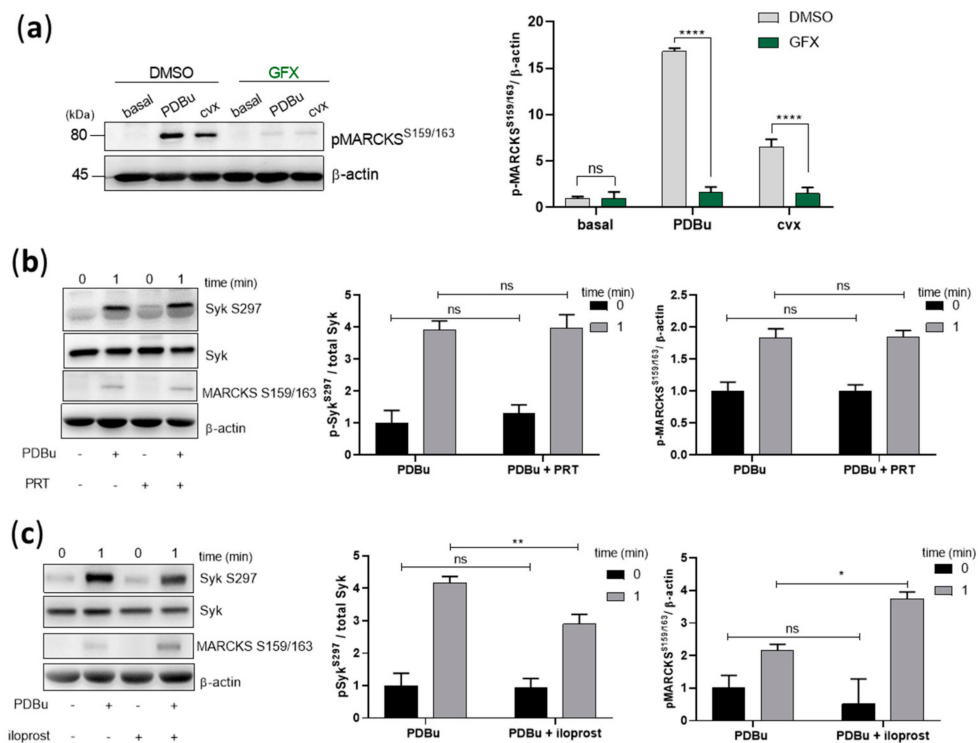 (a)
DMSO GFX
basal PDBu cvx basal PDBu cvx
(kDa)
80 pMARCKS^S159/163
45 β-actin
p-MARCKS^S159/163/ β-actin
20
15
10
5
0
ns **** ****
basal PDBu cvx
DMSO
GFX
(b)
0 1 0 1 time (min)
Syk S297
Syk
MARCKS S159/163
β-actin
PDBu - + - +
PRT - - + +
p-Syk^S297 / total Syk
5
4
3
2
1
0
ns
ns
PDBu PDBu + PRT
time (min)
0
1
p-MARCKS^S159/163/ β-actin
2.5
2.0
1.5
1.0
0.5
0.0
ns
ns
PDBu PDBu + PRT
time (min)
0
1
(c)
0 1 0 1 time (min)
Syk S297
Syk
MARCKS S159/163
β-actin
PDBu - + - +
iloprost - - + +
pSyk^S297 / total Syk
5
4
3
2
1
0
**
ns
PDBu PDBu + iloprost
time (min)
0
1
pMARCKS^S159/163/ β-actin
5
4
3
2
1
0
*
ns
PDBu PDBu + iloprost
time (min)
0
1